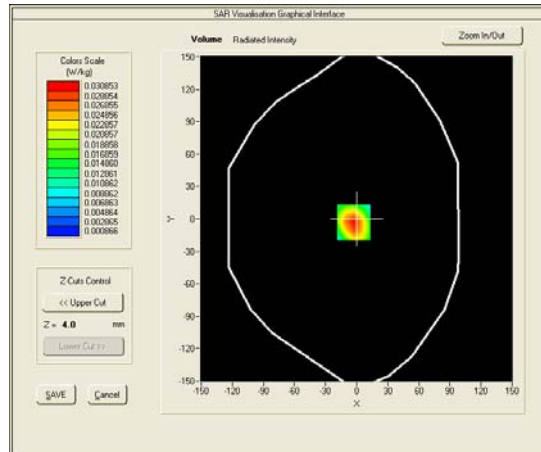 SAR Visualisation Graphical Interface
Volume Radiated Intensity
Zoom In/Out
Colors Scale
(W/kg)
0.030853
0.028854
0.026855
0.024856
0.022857
0.020857
0.018858
0.016859
0.014860
0.012861
0.010862
0.008862
0.006863
0.004864
0.002865
0.000866
150
120
90
60
30
Y
0
-30
-60
-90
-120
-150
-150 -120 -90 -60 -30 0 30 60 90 120 150
X
Z Cuts Control
<< Upper Cut
Z = 4.0 mm
Lower Cut >>
SAVE Cancel